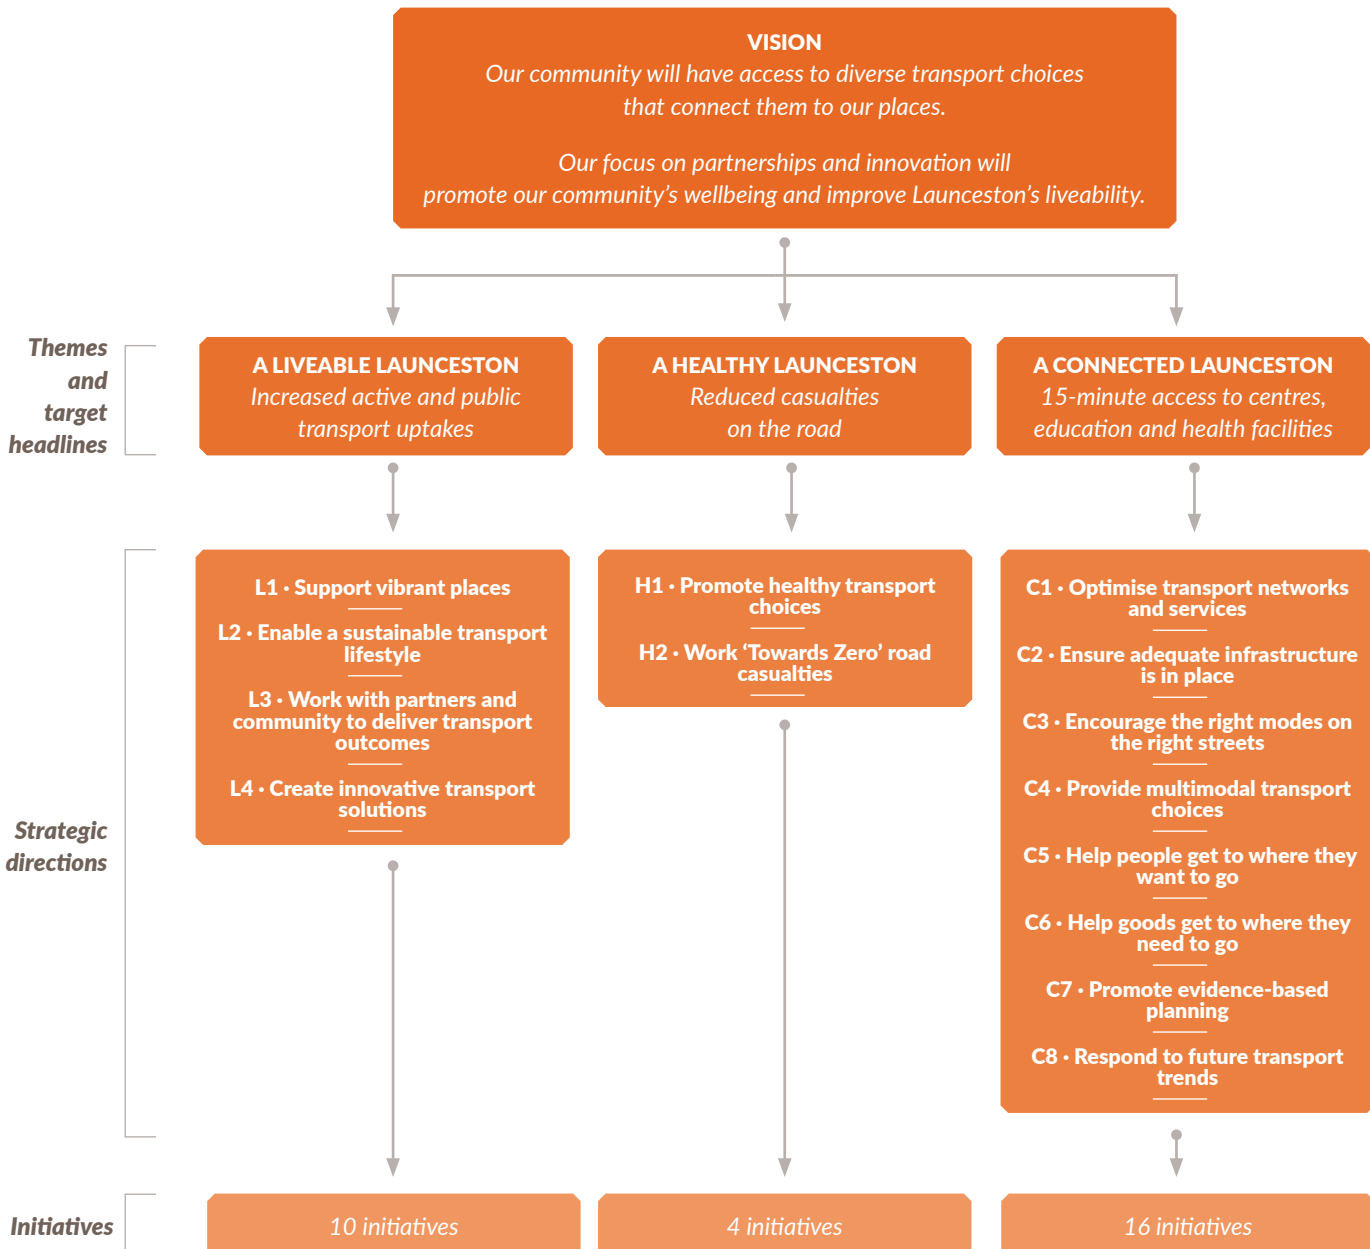 VISION
Our community will have access to diverse transport choices
that connect them to our places.
Our focus on partnerships and innovation will
promote our community’s wellbeing and improve Launceston’s liveability.
Themes
and
target
headlines
A LIVEABLE LAUNCESTON
Increased active and public
transport uptakes
A HEALTHY LAUNCESTON
Reduced casualties
on the road
A CONNECTED LAUNCESTON
15-minute access to centres,
education and health facilities
Strategic
directions
L1 • Support vibrant places
L2 • Enable a sustainable transport
lifestyle
L3 • Work with partners and
community to deliver transport
outcomes
L4 • Create innovative transport
solutions
H1 • Promote healthy transport
choices
H2 • Work ‘Towards Zero’ road
casualties
C1 • Optimise transport networks
and services
C2 • Ensure adequate infrastructure
is in place
C3 • Encourage the right modes on
the right streets
C4 • Provide multimodal transport
choices
C5 • Help people get to where they
want to go
C6 • Help goods get to where they
need to go
C7 • Promote evidence-based
planning
C8 • Respond to future transport
trends
Initiatives
10 initiatives
4 initiatives
16 initiatives